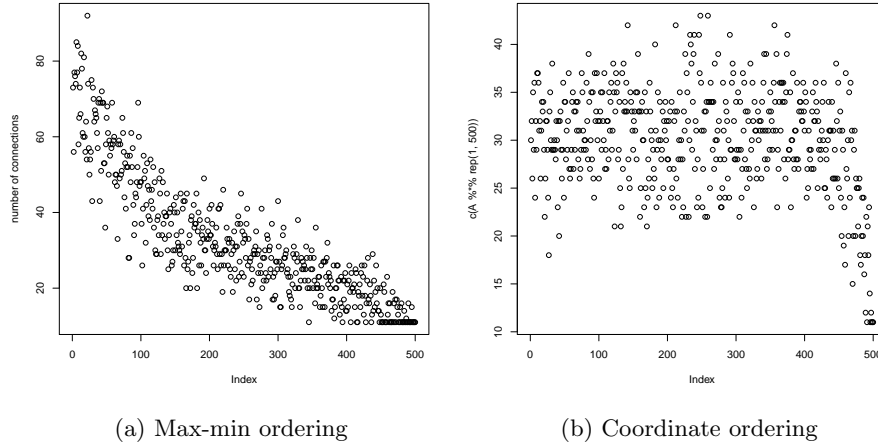 number of connections
80
60
40
20
0 100 200 300 400 500
Index
(a) Max-min ordering
c(A %*% rep(1, 500))
40
35
30
25
20
15
10
0 100 200 300 400 500
Index
(b) Coordinate ordering